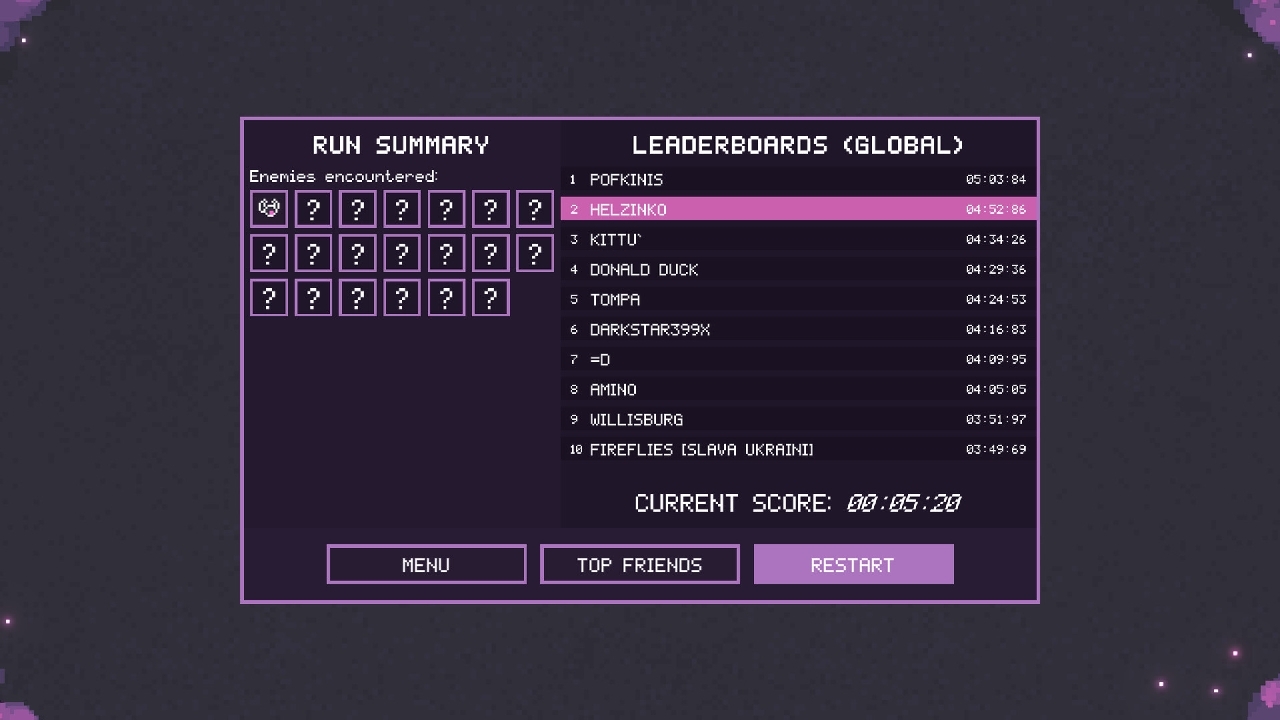 RUN SUMMARY
Enemies encountered:
? ? ? ? ? ?
? ? ? ? ? ? ?
? ? ? ? ? ?
LEADERBOARDS (GLOBAL)
1 POFKINIS 05:03:84
2 HELZINKO 04:52:86
3 KITTU` 04:34:26
4 DONALD DUCK 04:29:36
5 TOMPA 04:24:53
6 DARKSTAR399X 04:16:83
7 =D 04:09:95
8 AMINO 04:05:05
9 WILLISBURG 03:51:97
10 FIREFLIES [SLAVA UKRAINI] 03:49:69
CURRENT SCORE: 00:05:20
MENU TOP FRIENDS RESTART